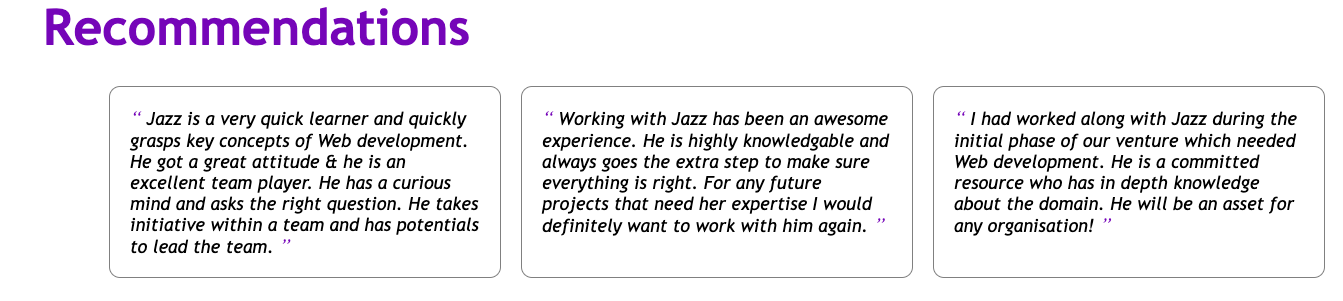 Recommendations
“ Jazz is a very quick learner and quickly
grasps key concepts of Web development.
He got a great attitude & he is an
excellent team player. He has a curious
mind and asks the right question. He takes
initiative within a team and has potentials
to lead the team. ”
“ Working with Jazz has been an awesome
experience. He is highly knowledgable and
always goes the extra step to make sure
everything is right. For any future
projects that need her expertise I would
definitely want to work with him again. ”
“ I had worked along with Jazz during the
initial phase of our venture which needed
Web development. He is a committed
resource who has in depth knowledge
about the domain. He will be an asset for
any organisation! ”